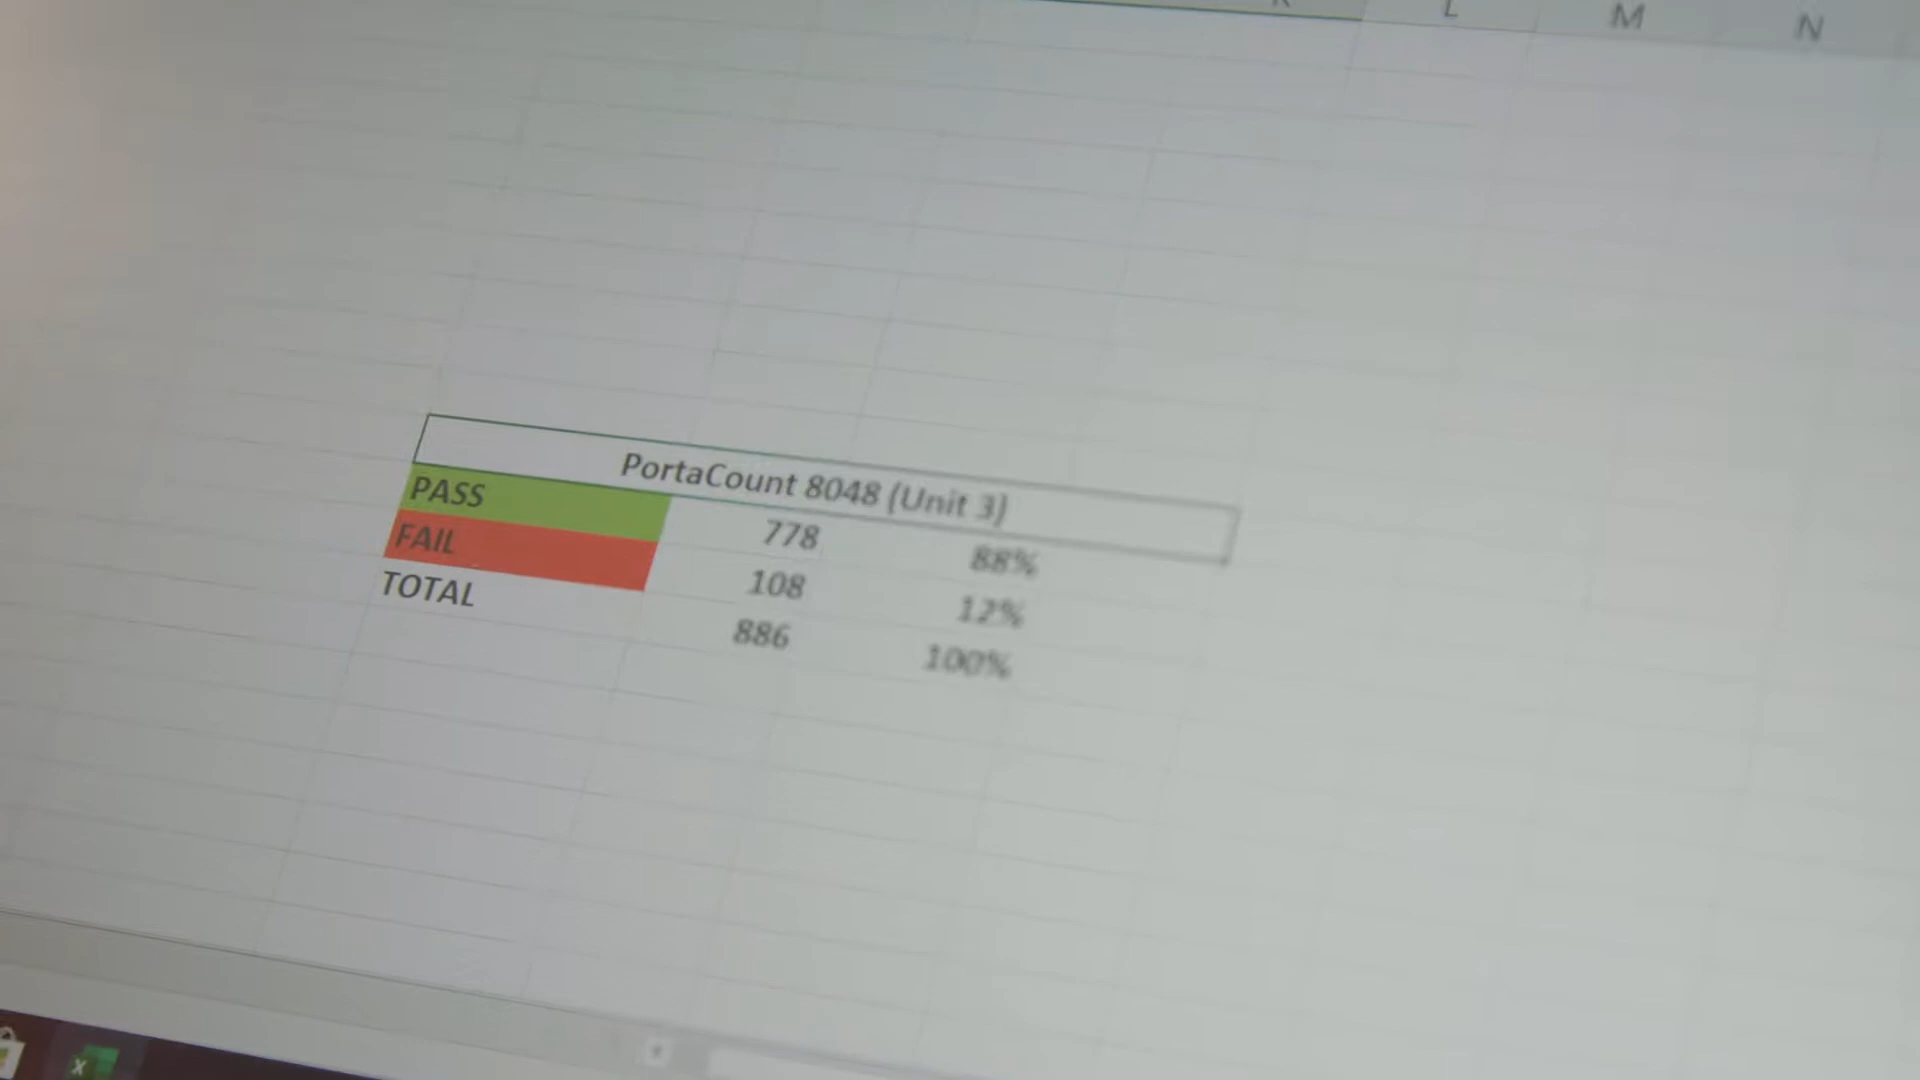 K L M N
PortaCount 8048 (Unit 3)
PASS 778 88%
FAIL 108 12%
TOTAL 886 100%